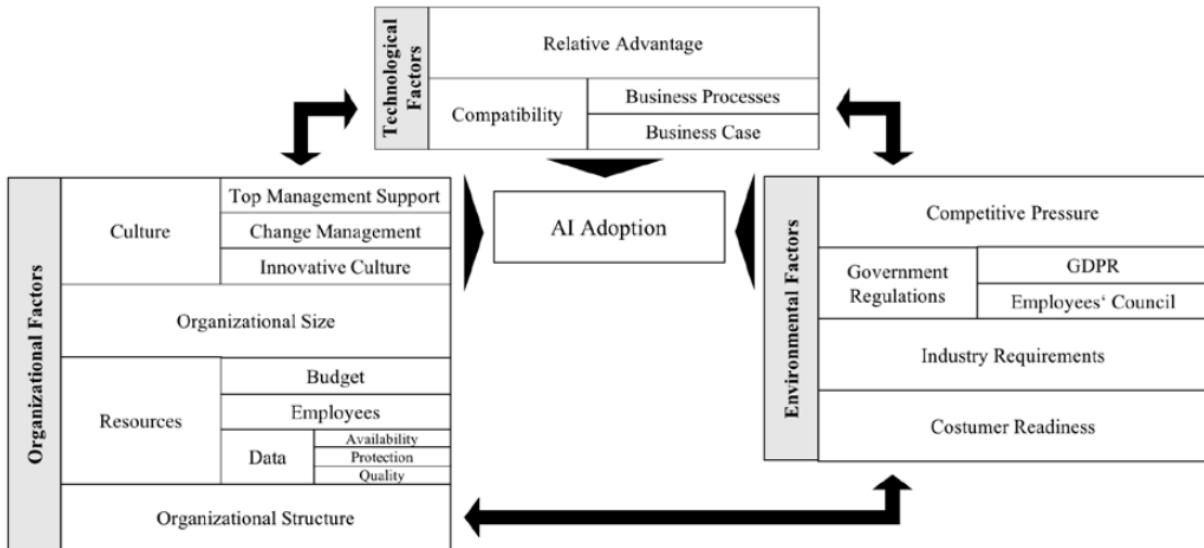 Technological
Factors
Relative Advantage
Compatibility
Business Processes
Business Case
AI Adoption
Organizational Factors
Culture
Top Management Support
Change Management
Innovative Culture
Organizational Size
Resources
Budget
Employees
Data
Availability
Protection
Quality
Organizational Structure
Environmental Factors
Competitive Pressure
Government
Regulations
GDPR
Employees‘ Council
Industry Requirements
Costumer Readiness